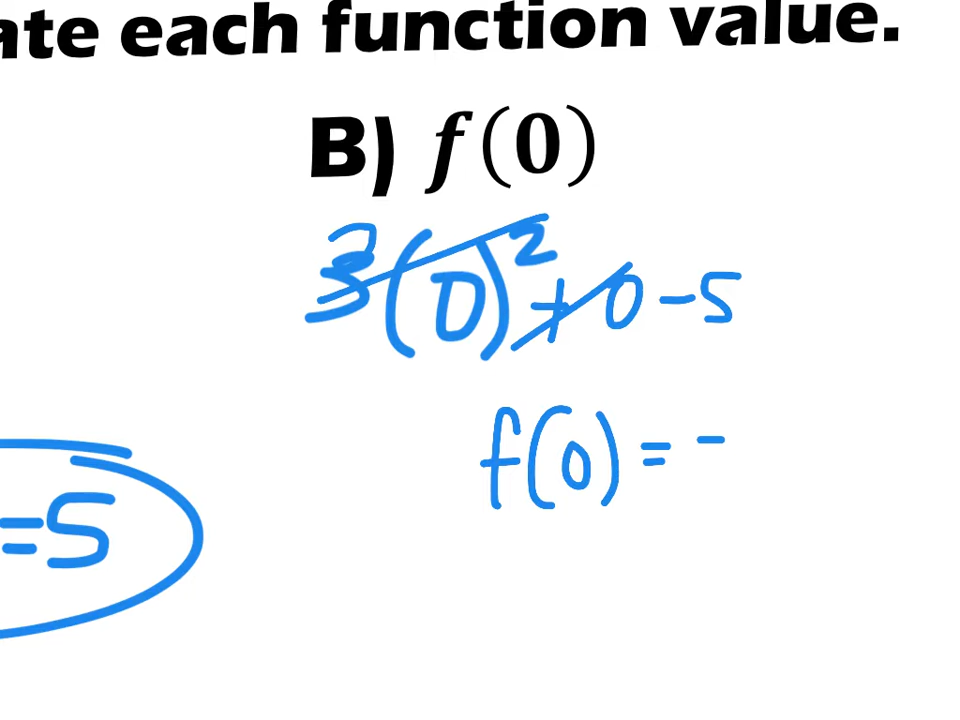 ate each function value.
B) f(0)
3(0)² + 0 - 5
f(0) = -
=5